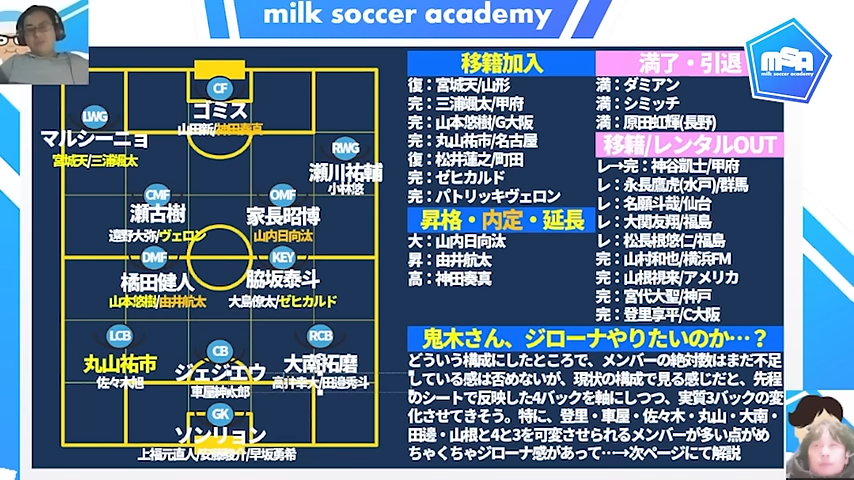 milk soccer academy
MSA
milk soccer academy
CF
ゴミス
山田新/神田奏真
LWG
マルシーニョ
宮城天/三浦颯太
RWG
瀬川祐輔
小林悠
CMF
瀬古樹
遠野大弥/ヴェロン
OMF
家長昭博
山内日向汰
DMF
橘田健人
山本悠樹/由井航太
KEY
脇坂泰斗
大島僚太/ゼヒカルド
LCB
丸山祐市
佐々木旭
CB
ジェジェウ
車屋紳太郎
RCB
大南拓磨
高井幸大/田邉秀斗
GK
ソンリョン
上福元直人/安藤駿介/早坂勇希
移籍加入
復：宮城天/山形
完：三浦颯太/甲府
完：山本悠樹/G大阪
完：丸山祐市/名古屋
復：松井蓮之/町田
完：ゼヒカルド
完：パトリッキヴェロン
昇格・内定・延長
大：山内日向汰
昇：由井航太
高：神田奏真
満了・引退
満：ダミアン
満：シミッチ
満：原田虹輝(長野)
移籍/レンタルOUT
レ→完：神谷凱士/甲府
レ：永長鷹虎(水戸)/群馬
レ：名願斗哉/仙台
レ：大関友翔/福島
レ：松長根悠仁/福島
完：山村和也/横浜FM
完：山根視来/アメリカ
完：宮代大聖/神戸
完：登里享平/C大阪
鬼木さん、ジローナやりたいのか…？
どういう構成にしたところで、メンバーの絶対数はまだ不足
している感は否めないが、現状の構成で見る感じだと、先程
のシートで反映した4バックを軸にしつつ、実質3バックの変
化させてきそう。特に、登里・車屋・佐々木・丸山・大南・
田邊・山根と4と3を可変させられるメンバーが多い点がめ
ちゃくちゃジローナ感があって…→次ページにて解説